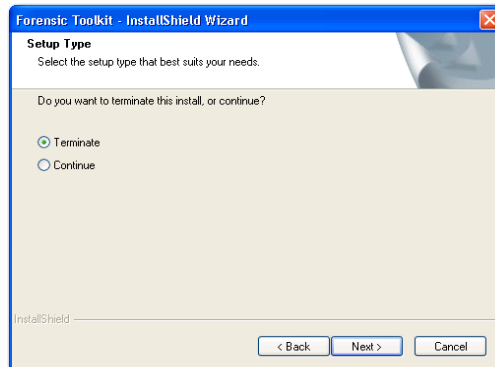 Forensic Toolkit - InstallShield Wizard
Setup Type
Select the setup type that best suits your needs.
Do you want to terminate this install, or continue?
Terminate
Continue
InstallShield
< Back Next > Cancel